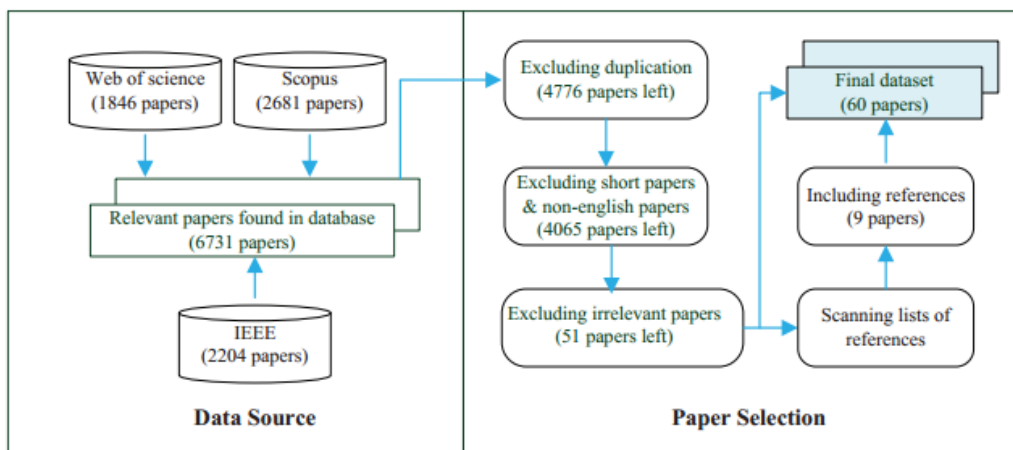 Web of science
(1846 papers)
Scopus
(2681 papers)
Relevant papers found in database
(6731 papers)
IEEE
(2204 papers)
Data Source
Excluding duplication
(4776 papers left)
Excluding short papers
& non-english papers
(4065 papers left)
Excluding irrelevant papers
(51 papers left)
Scanning lists of
references
Including references
(9 papers)
Final dataset
(60 papers)
Paper Selection